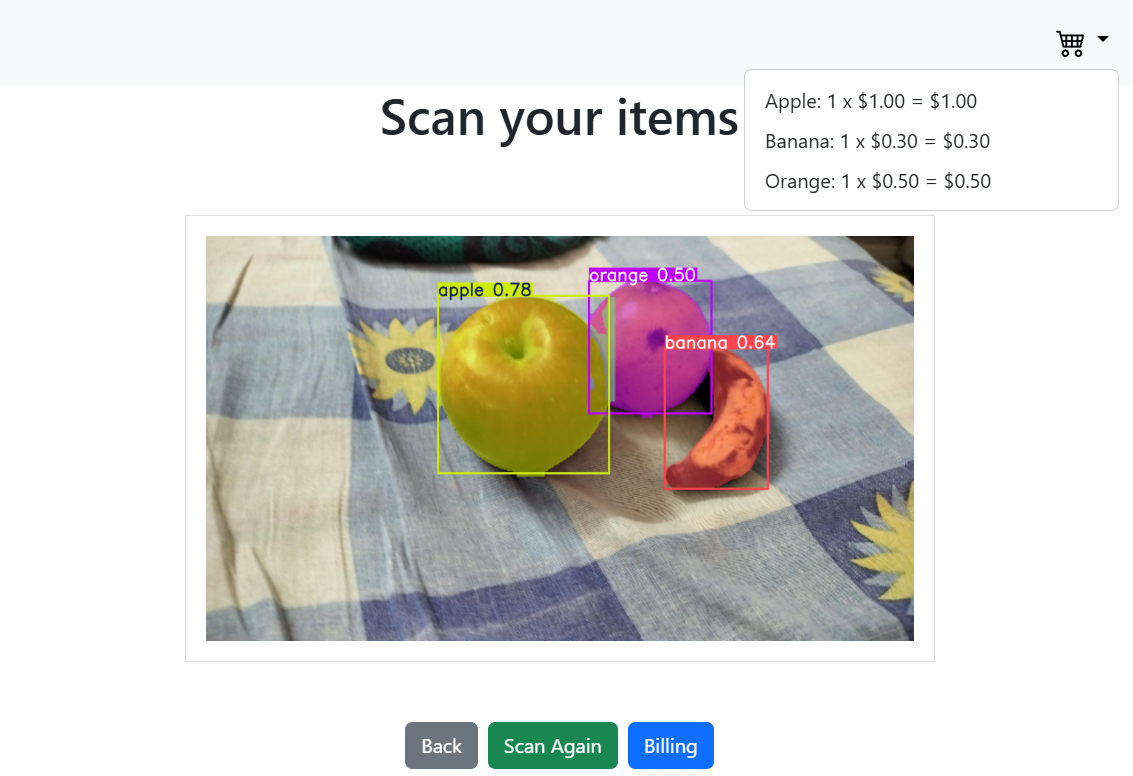 Apple: 1 x $1.00 = $1.00
Banana: 1 x $0.30 = $0.30
Orange: 1 x $0.50 = $0.50
Scan your items
orange 0.50
apple 0.78
banana 0.64
Back
Scan Again
Billing